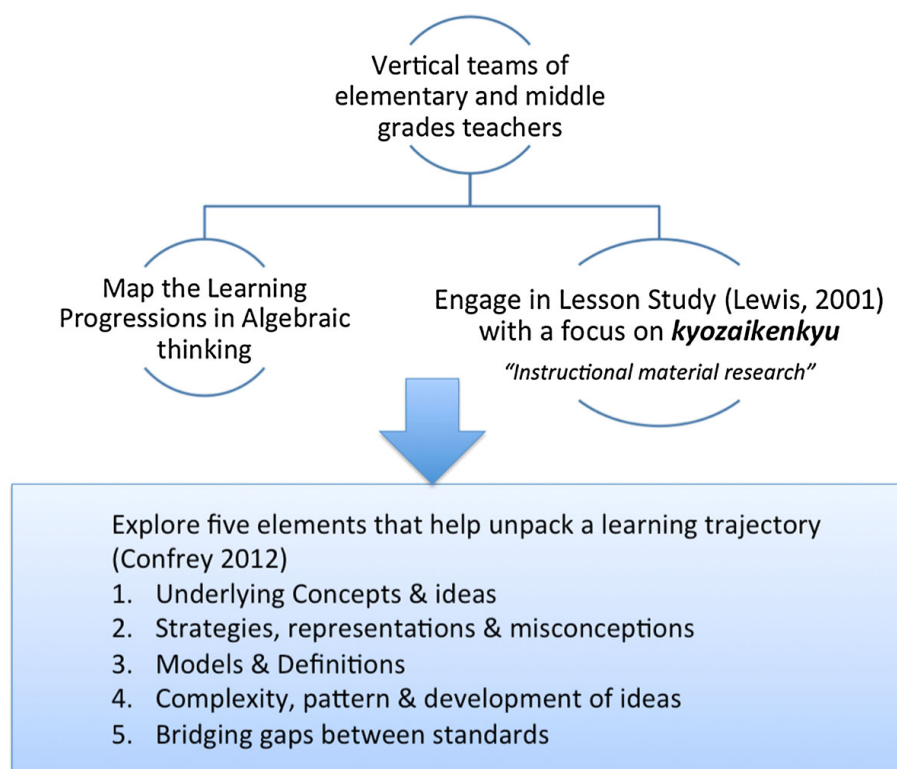 Vertical teams of
elementary and middle
grades teachers
Map the Learning
Progressions in Algebraic
thinking
Engage in Lesson Study (Lewis, 2001)
with a focus on kyozaikenkyu
“Instructional material research”
Explore five elements that help unpack a learning trajectory
(Confrey 2012)
1. Underlying Concepts & ideas
2. Strategies, representations & misconceptions
3. Models & Definitions
4. Complexity, pattern & development of ideas
5. Bridging gaps between standards